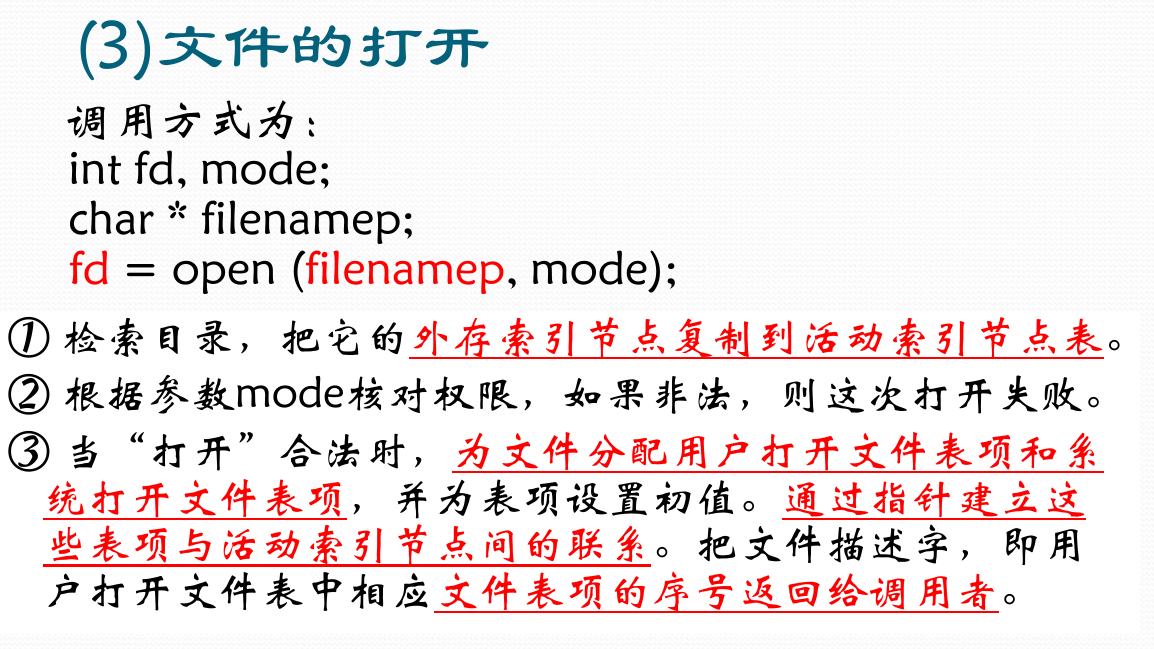 (3)文件的打开
调用方式为：
int fd, mode;
char * filenamep;
fd = open (filenamep, mode);
① 检索目录，把它的外存索引节点复制到活动索引节点表。
② 根据参数mode核对权限，如果非法，则这次打开失败。
③ 当“打开”合法时，为文件分配用户打开文件表项和系
统打开文件表项，并为表项设置初值。通过指针建立这
些表项与活动索引节点间的联系。把文件描述字，即用
户打开文件表中相应文件表项的序号返回给调用者。